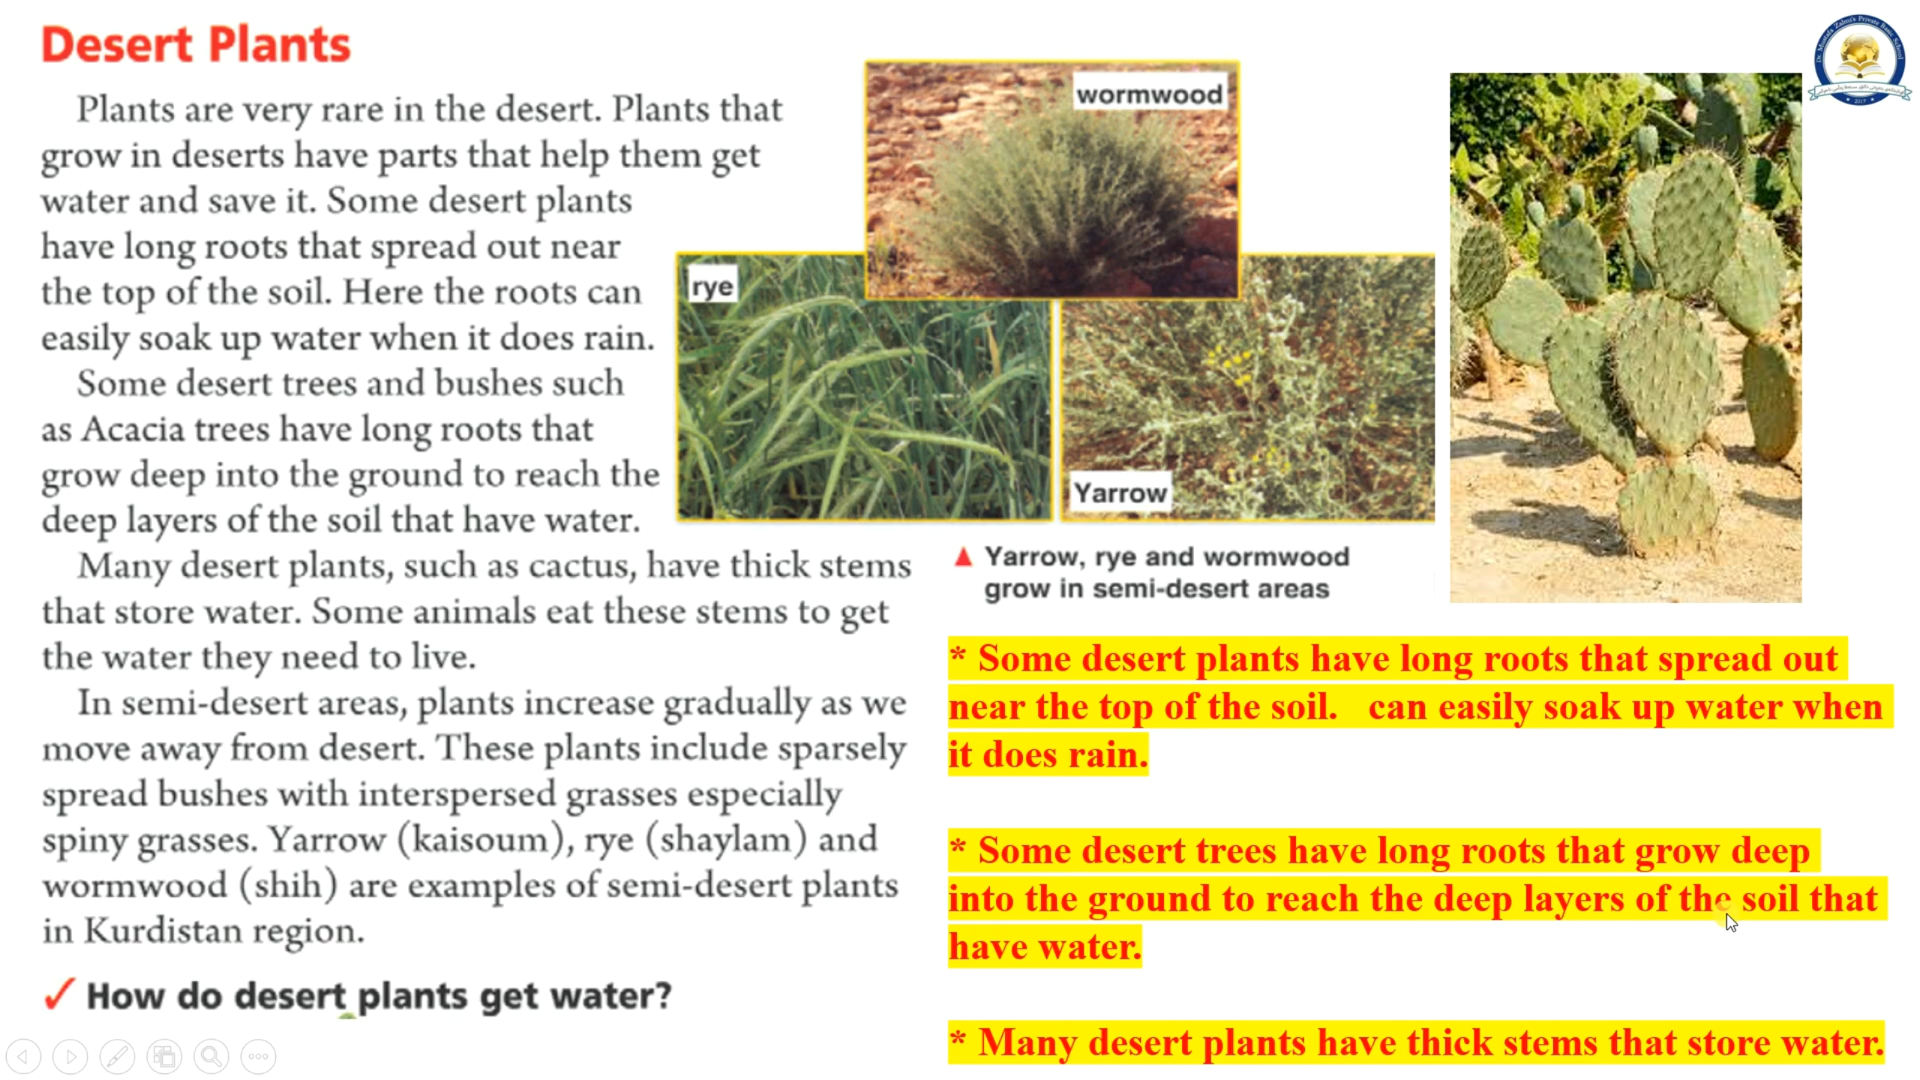 Desert Plants
Plants are very rare in the desert. Plants that
grow in deserts have parts that help them get
water and save it. Some desert plants
have long roots that spread out near
the top of the soil. Here the roots can
easily soak up water when it does rain.
Some desert trees and bushes such
as Acacia trees have long roots that
grow deep into the ground to reach the
deep layers of the soil that have water.
Many desert plants, such as cactus, have thick stems
that store water. Some animals eat these stems to get
the water they need to live.
In semi-desert areas, plants increase gradually as we
move away from desert. These plants include sparsely
spread bushes with interspersed grasses especially
spiny grasses. Yarrow (kaisoum), rye (shaylam) and
wormwood (shih) are examples of semi-desert plants
in Kurdistan region.
✓ How do desert plants get water?
wormwood
rye
Yarrow
▲ Yarrow, rye and wormwood
grow in semi-desert areas
* Some desert plants have long roots that spread out
near the top of the soil. can easily soak up water when
it does rain.
* Some desert trees have long roots that grow deep
into the ground to reach the deep layers of the soil that
have water.
* Many desert plants have thick stems that store water.